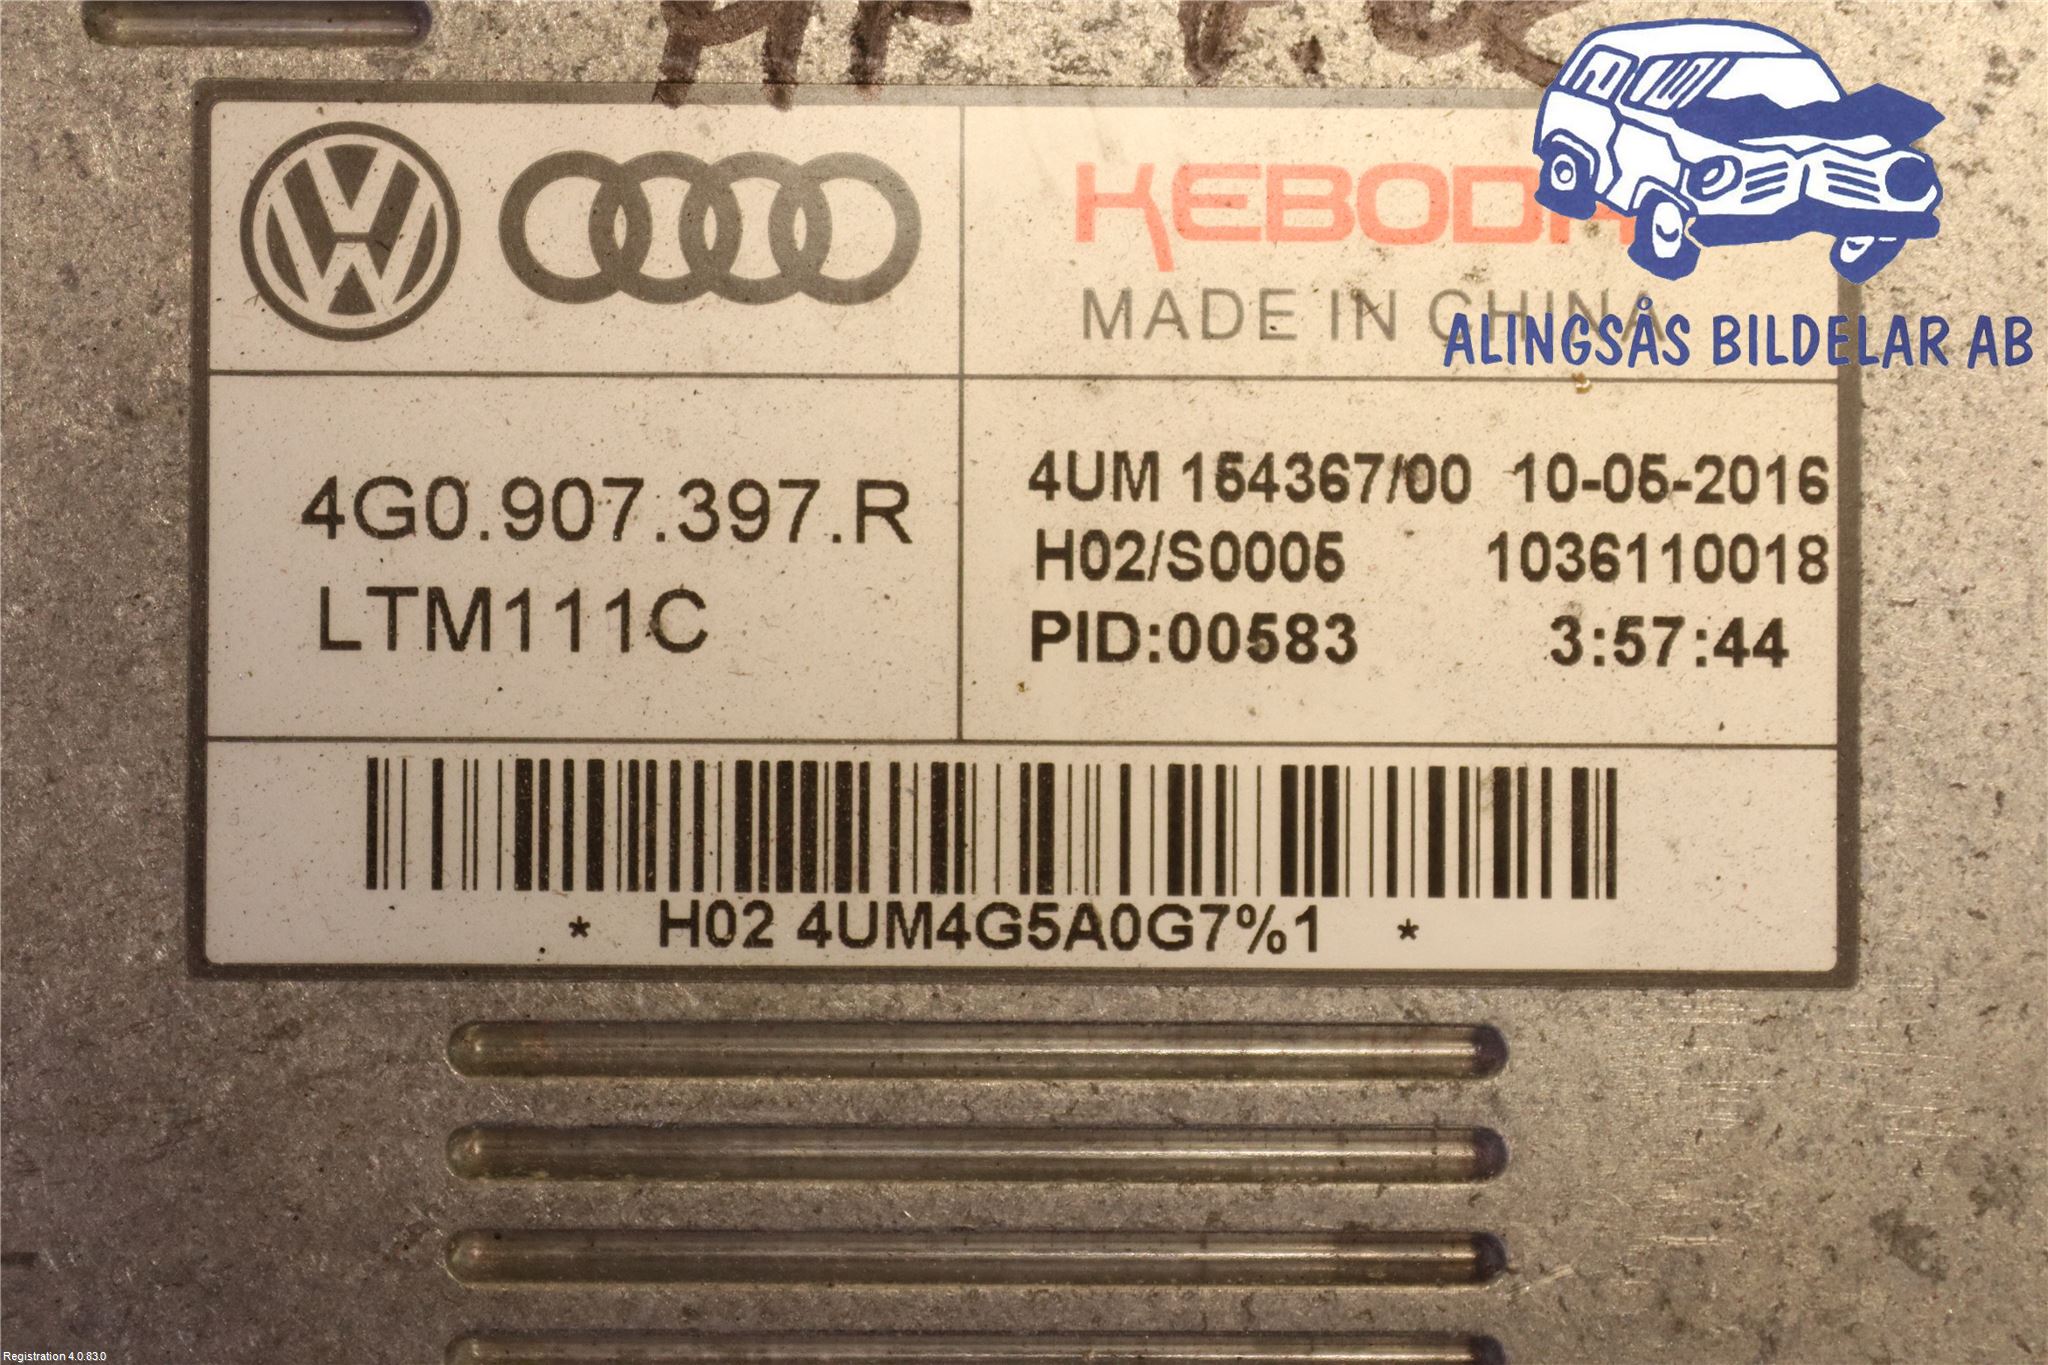 KEBODA
MADE IN CHINA
ALINGSÅS BILDELAR AB
4G0.907.397.R
LTM111C
4UM 154367/00 10-05-2016
H02/S0005 1036110018
PID:00583 3:57:44
* H02 4UM4G5A0G7%1 *
Registration 4.0.83.0